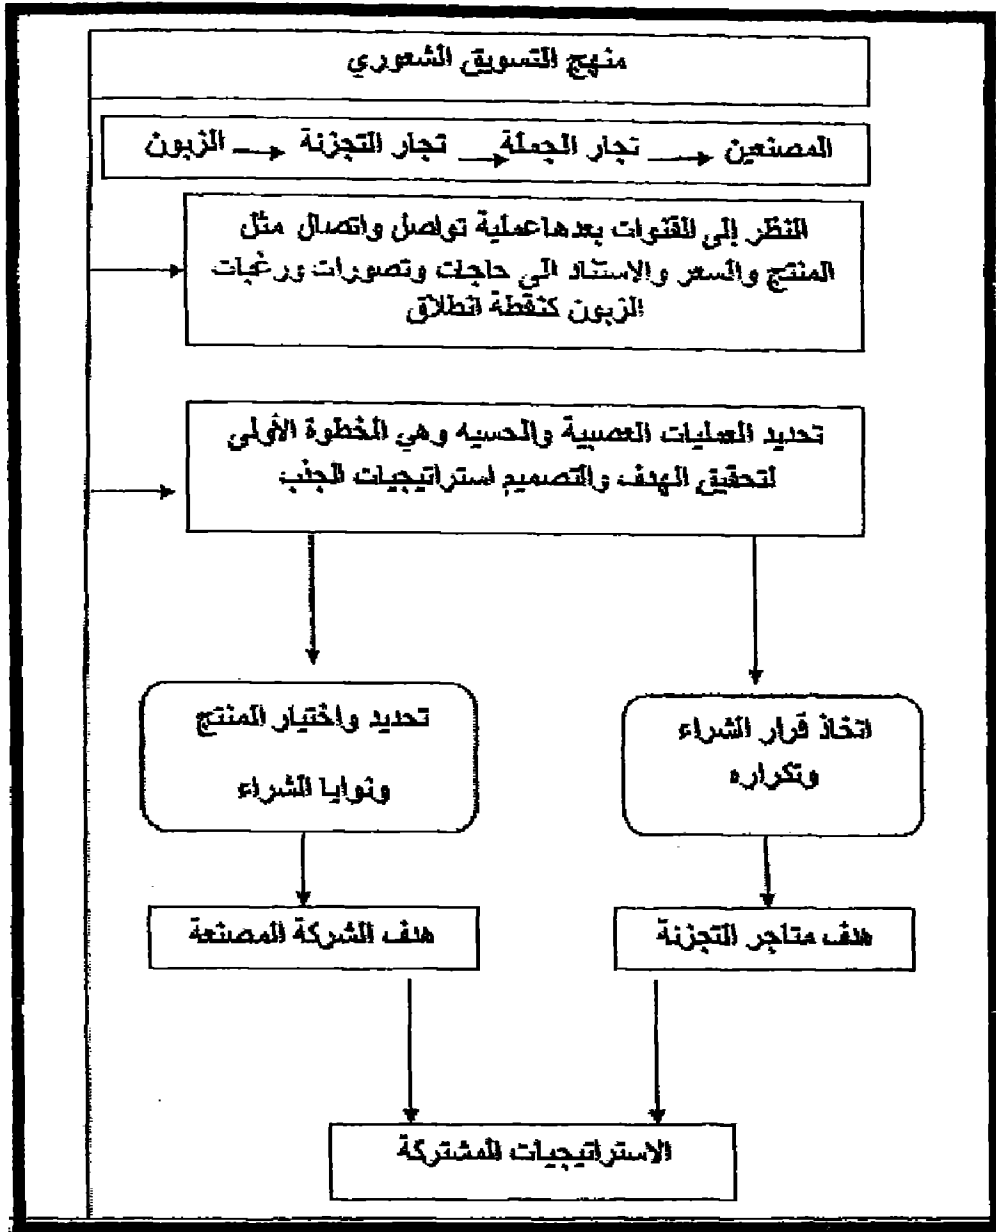 منهج التسويق الشعوري
المصنعين → تجار الجملة → تجار التجزئة → الزبون
النظر إلى القنوات بعدها عملية تواصل واتصال مثل
المنتج والسعر والاستناد الى حاجات وتصورات ورغبات
الزبون كنقطة انطلاق
تحديد العمليات العصبية والحسيه وهي الخطوة الأولى
لتحقيق الهدف والتصميم استراتيجيات الجذب
اتخاذ قرار الشراء
وتكراره
تحديد واختيار المنتج
ونوايا الشراء
هدف متاجر التجزئة
هدف الشركة المصنعة
الاستراتيجيات المشتركة